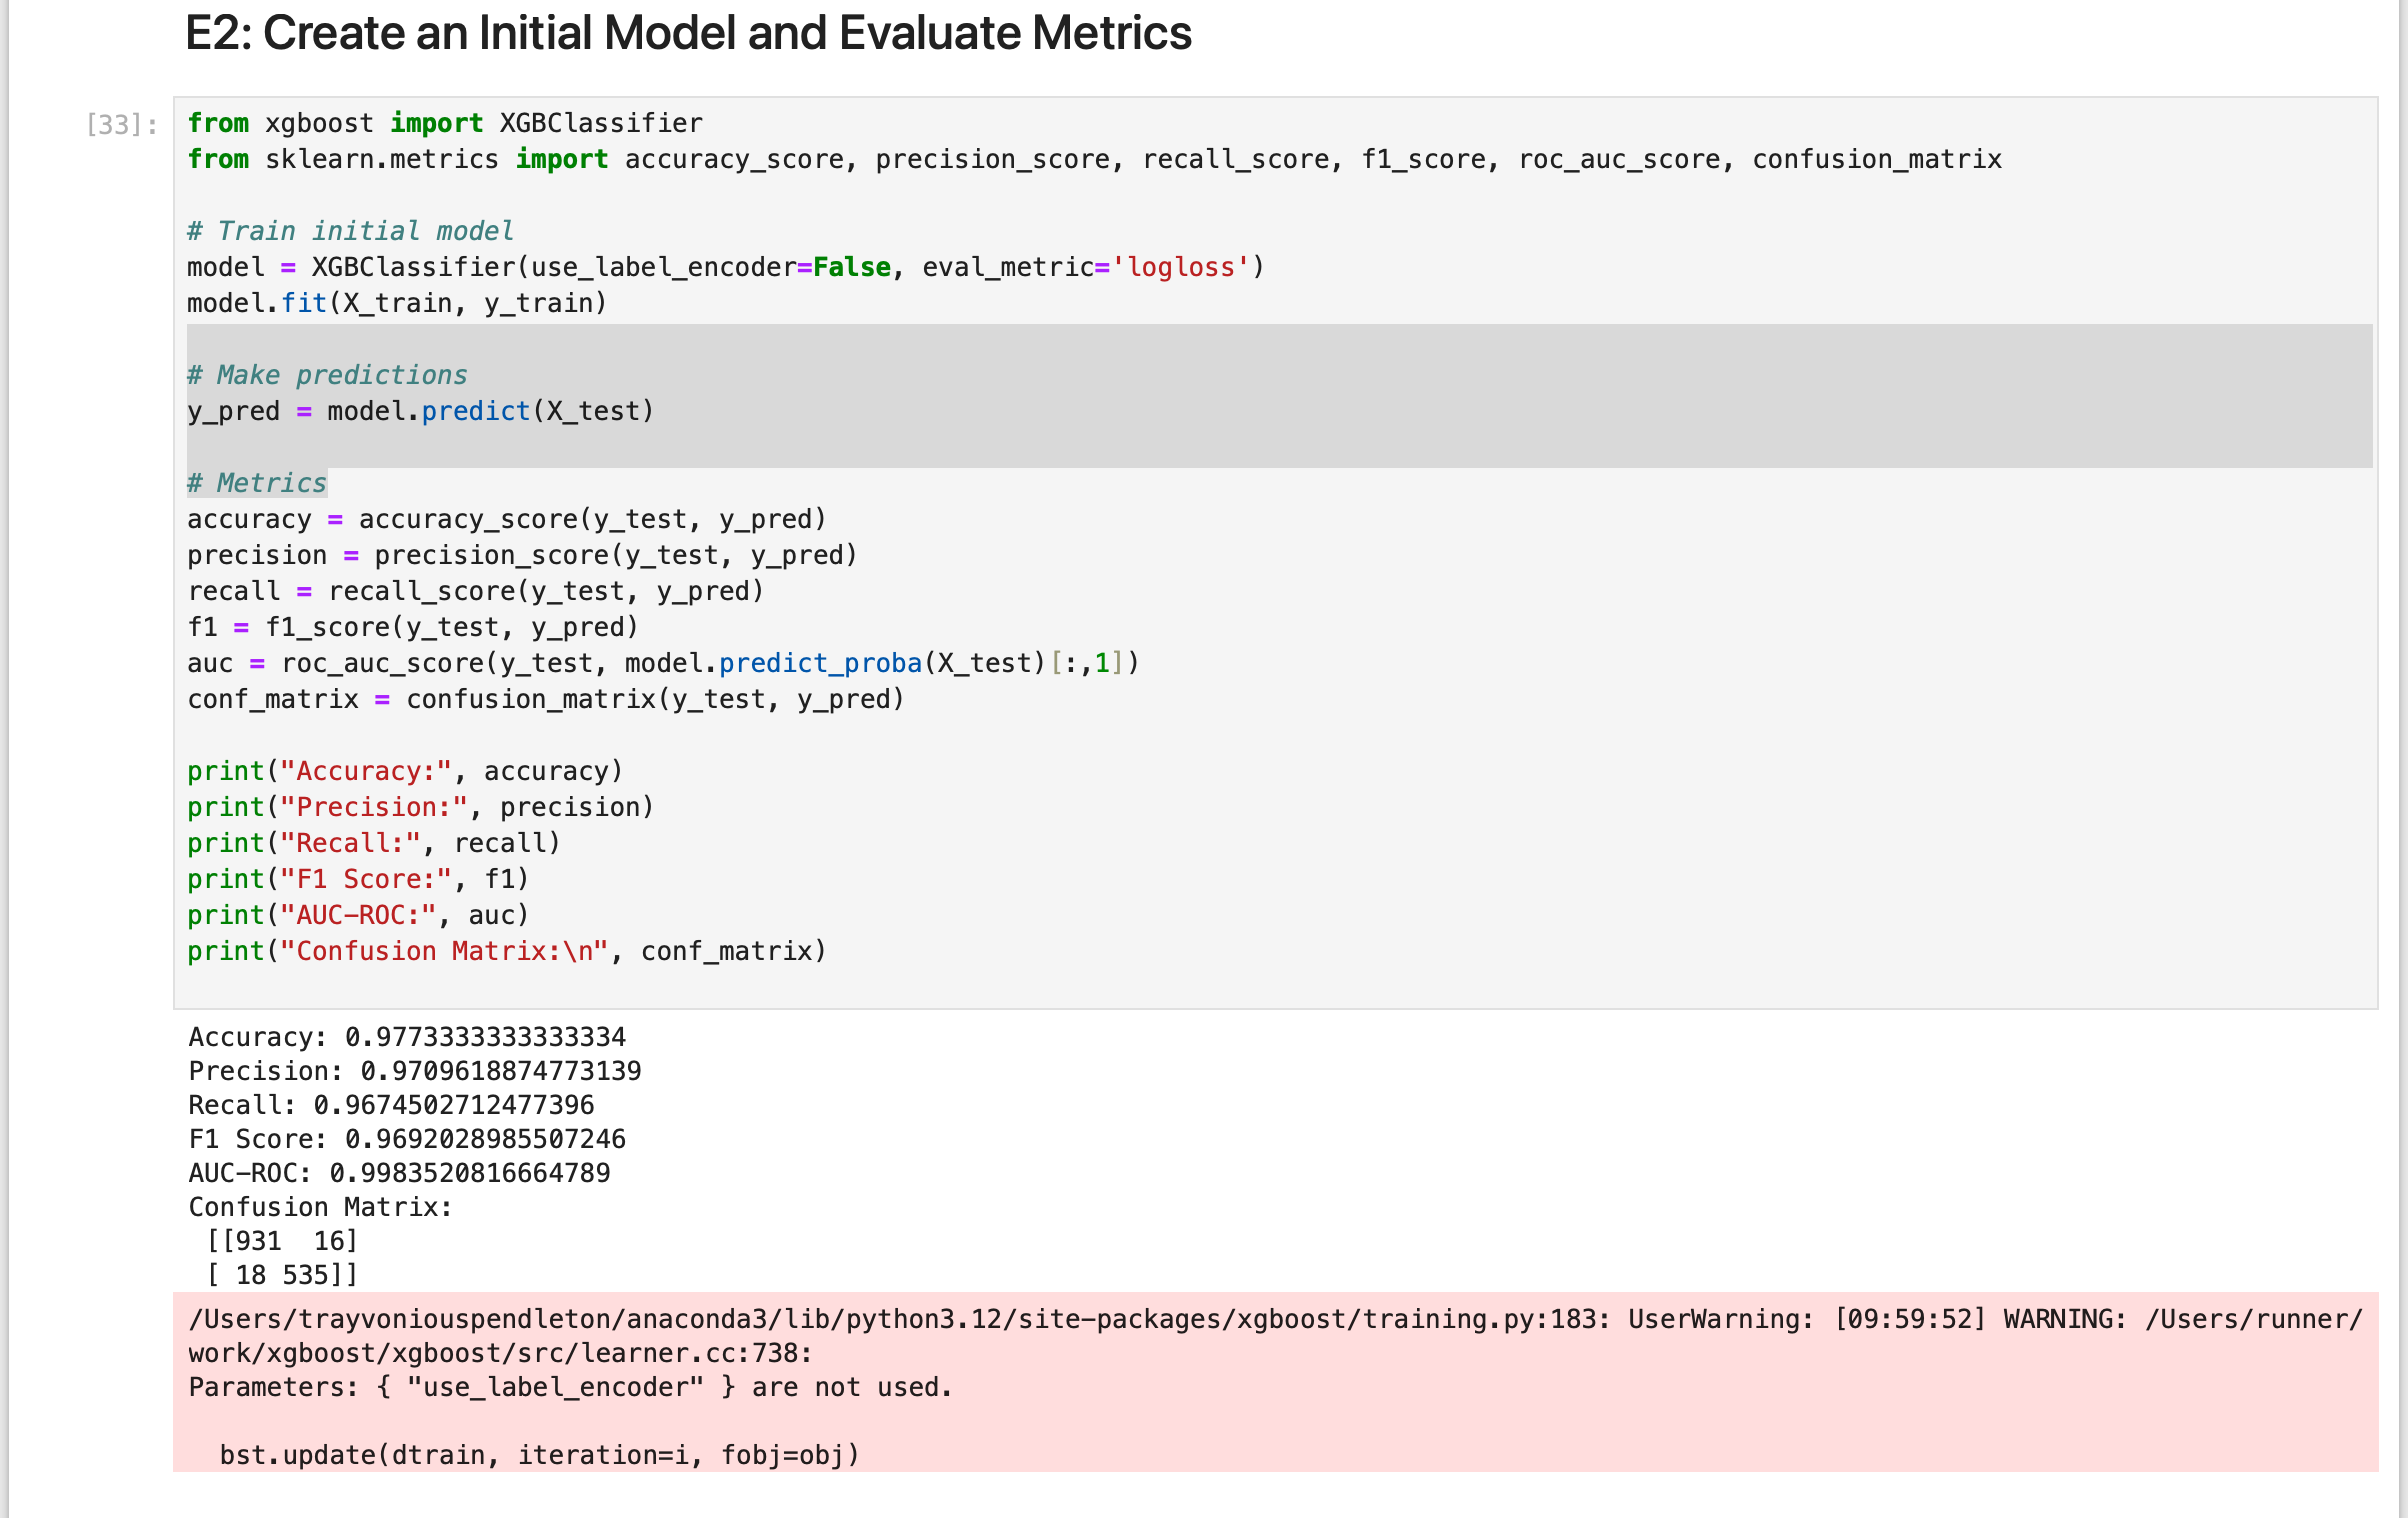 E2: Create an Initial Model and Evaluate Metrics
[33]:
from xgboost import XGBClassifier
from sklearn.metrics import accuracy_score, precision_score, recall_score, f1_score, roc_auc_score, confusion_matrix
# Train initial model
model = XGBClassifier(use_label_encoder=False, eval_metric='logloss')
model.fit(X_train, y_train)
# Make predictions
y_pred = model.predict(X_test)
# Metrics
accuracy = accuracy_score(y_test, y_pred)
precision = precision_score(y_test, y_pred)
recall = recall_score(y_test, y_pred)
f1 = f1_score(y_test, y_pred)
auc = roc_auc_score(y_test, model.predict_proba(X_test)[:,1])
conf_matrix = confusion_matrix(y_test, y_pred)
print("Accuracy:", accuracy)
print("Precision:", precision)
print("Recall:", recall)
print("F1 Score:", f1)
print("AUC-ROC:", auc)
print("Confusion Matrix:\n", conf_matrix)
Accuracy: 0.9773333333333334
Precision: 0.9709618874773139
Recall: 0.9674502712477396
F1 Score: 0.9692028985507246
AUC-ROC: 0.9983520816664789
Confusion Matrix:
[[931  16]
[ 18 535]]
/Users/trayvoniouspendleton/anaconda3/lib/python3.12/site-packages/xgboost/training.py:183: UserWarning: [09:59:52] WARNING: /Users/runner/
work/xgboost/xgboost/src/learner.cc:738:
Parameters: { "use_label_encoder" } are not used.
bst.update(dtrain, iteration=i, fobj=obj)